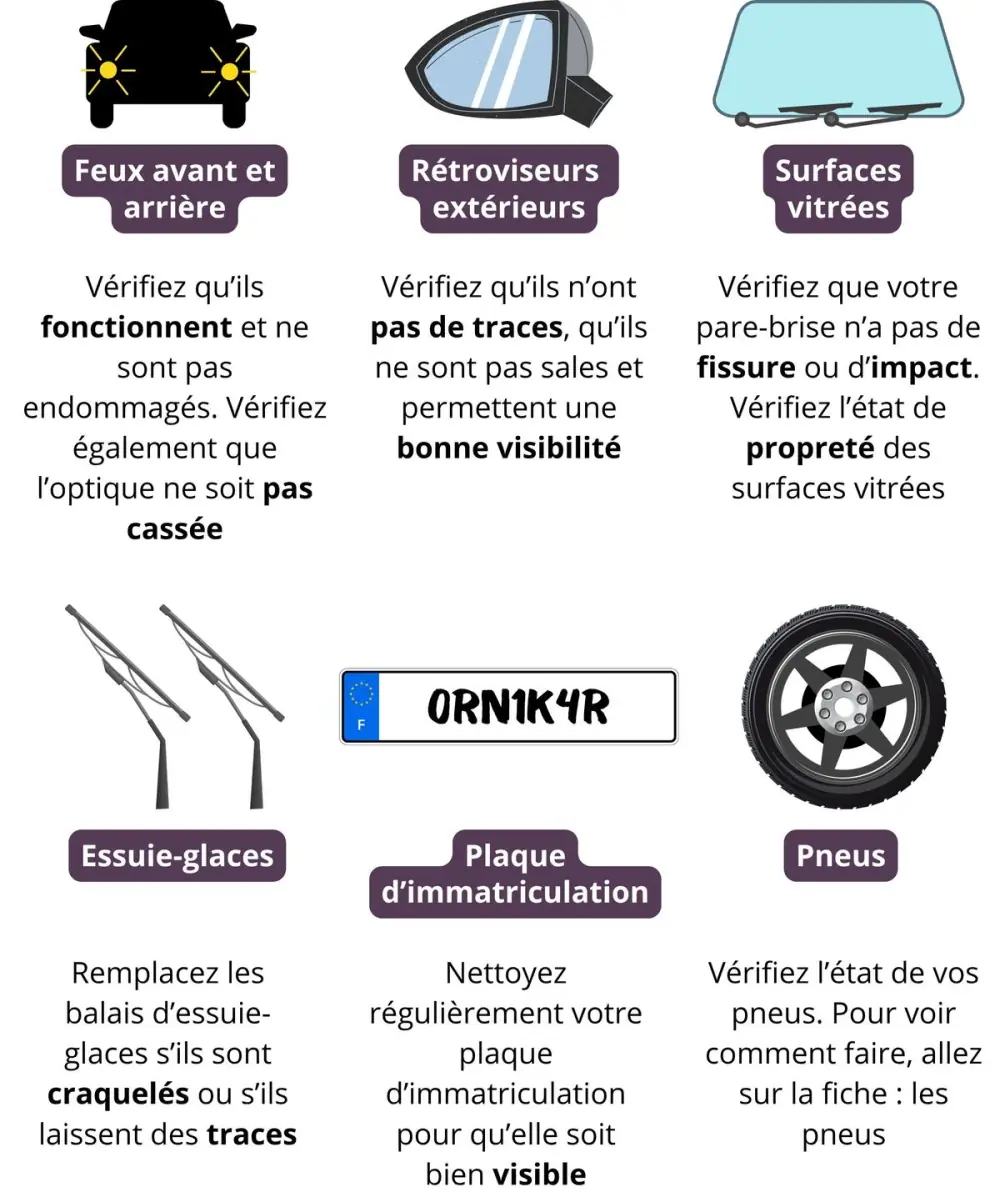 Feux avant et
arrière
Vérifiez qu’ils
fonctionnent et ne
sont pas
endommagés. Vérifiez
également que
l’optique ne soit pas
cassée
Rétroviseurs
extérieurs
Vérifiez qu’ils n’ont
pas de traces, qu’ils
ne sont pas sales et
permettent une
bonne visibilité
Surfaces
vitrées
Vérifiez que votre
pare-brise n’a pas de
fissure ou d’impact.
Vérifiez l’état de
propreté des
surfaces vitrées
Essuie-glaces
Remplacez les
balais d’essuie-
glaces s’ils sont
craquelés ou s’ils
laissent des traces
F
ORN1K4R
Plaque
d’immatriculation
Nettoyez
régulièrement votre
plaque
d’immatriculation
pour qu’elle soit
bien visible
Pneus
Vérifiez l’état de vos
pneus. Pour voir
comment faire, allez
sur la fiche : les
pneus